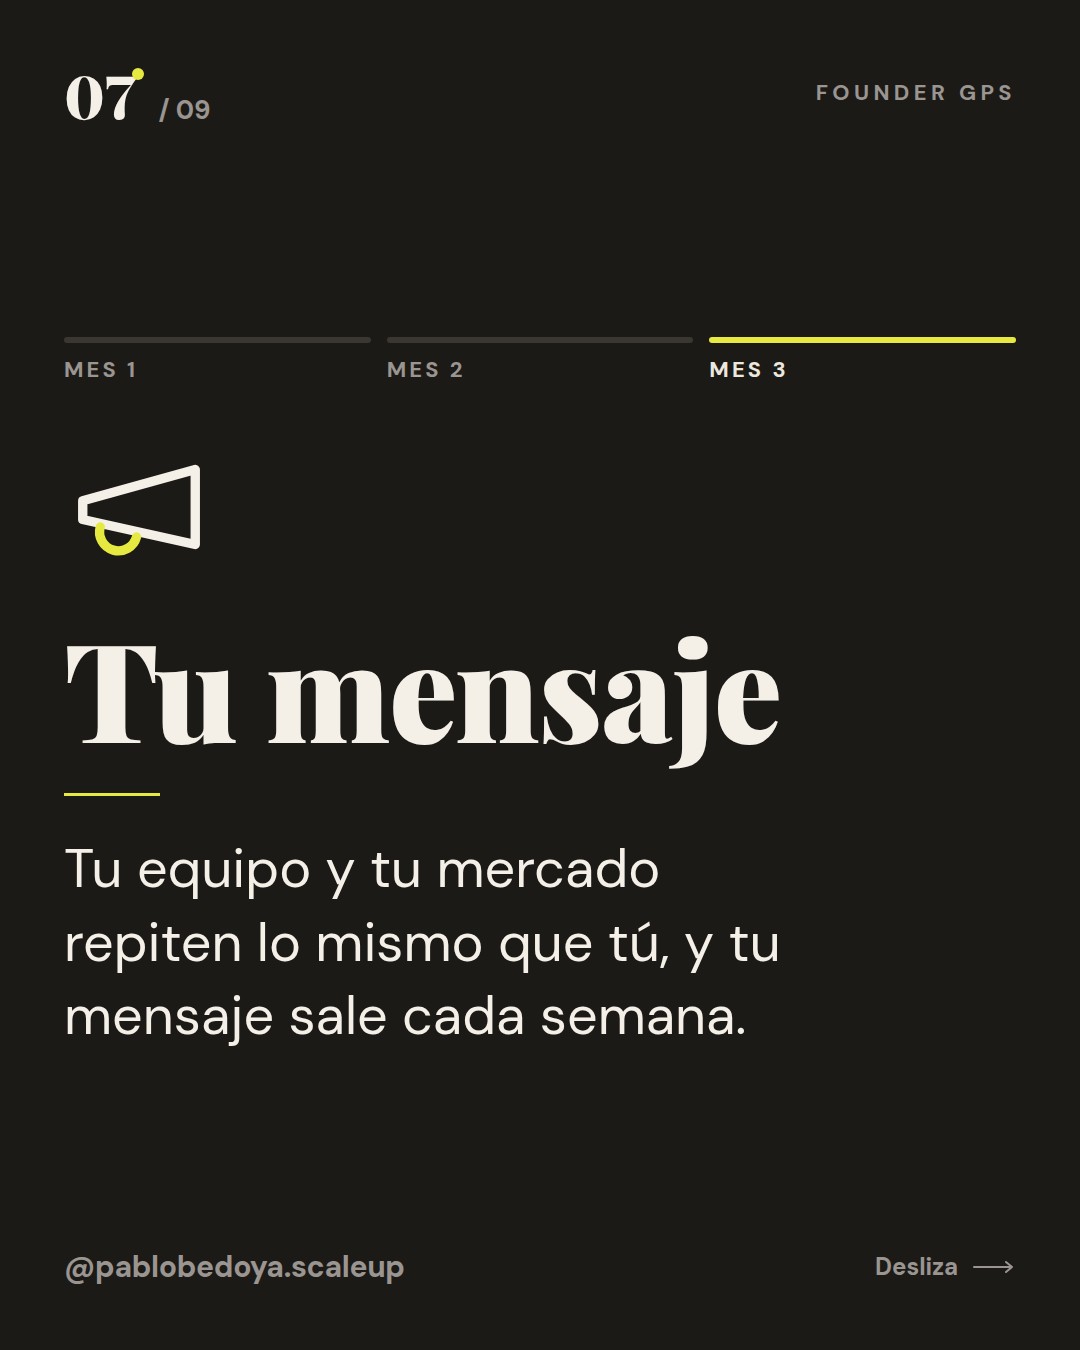 07 / 09
FOUNDER GPS
MES 1
MES 2
MES 3
Tu mensaje
Tu equipo y tu mercado
repiten lo mismo que tú, y tu
mensaje sale cada semana.
@pablobedoya.scaleup
Desliza →